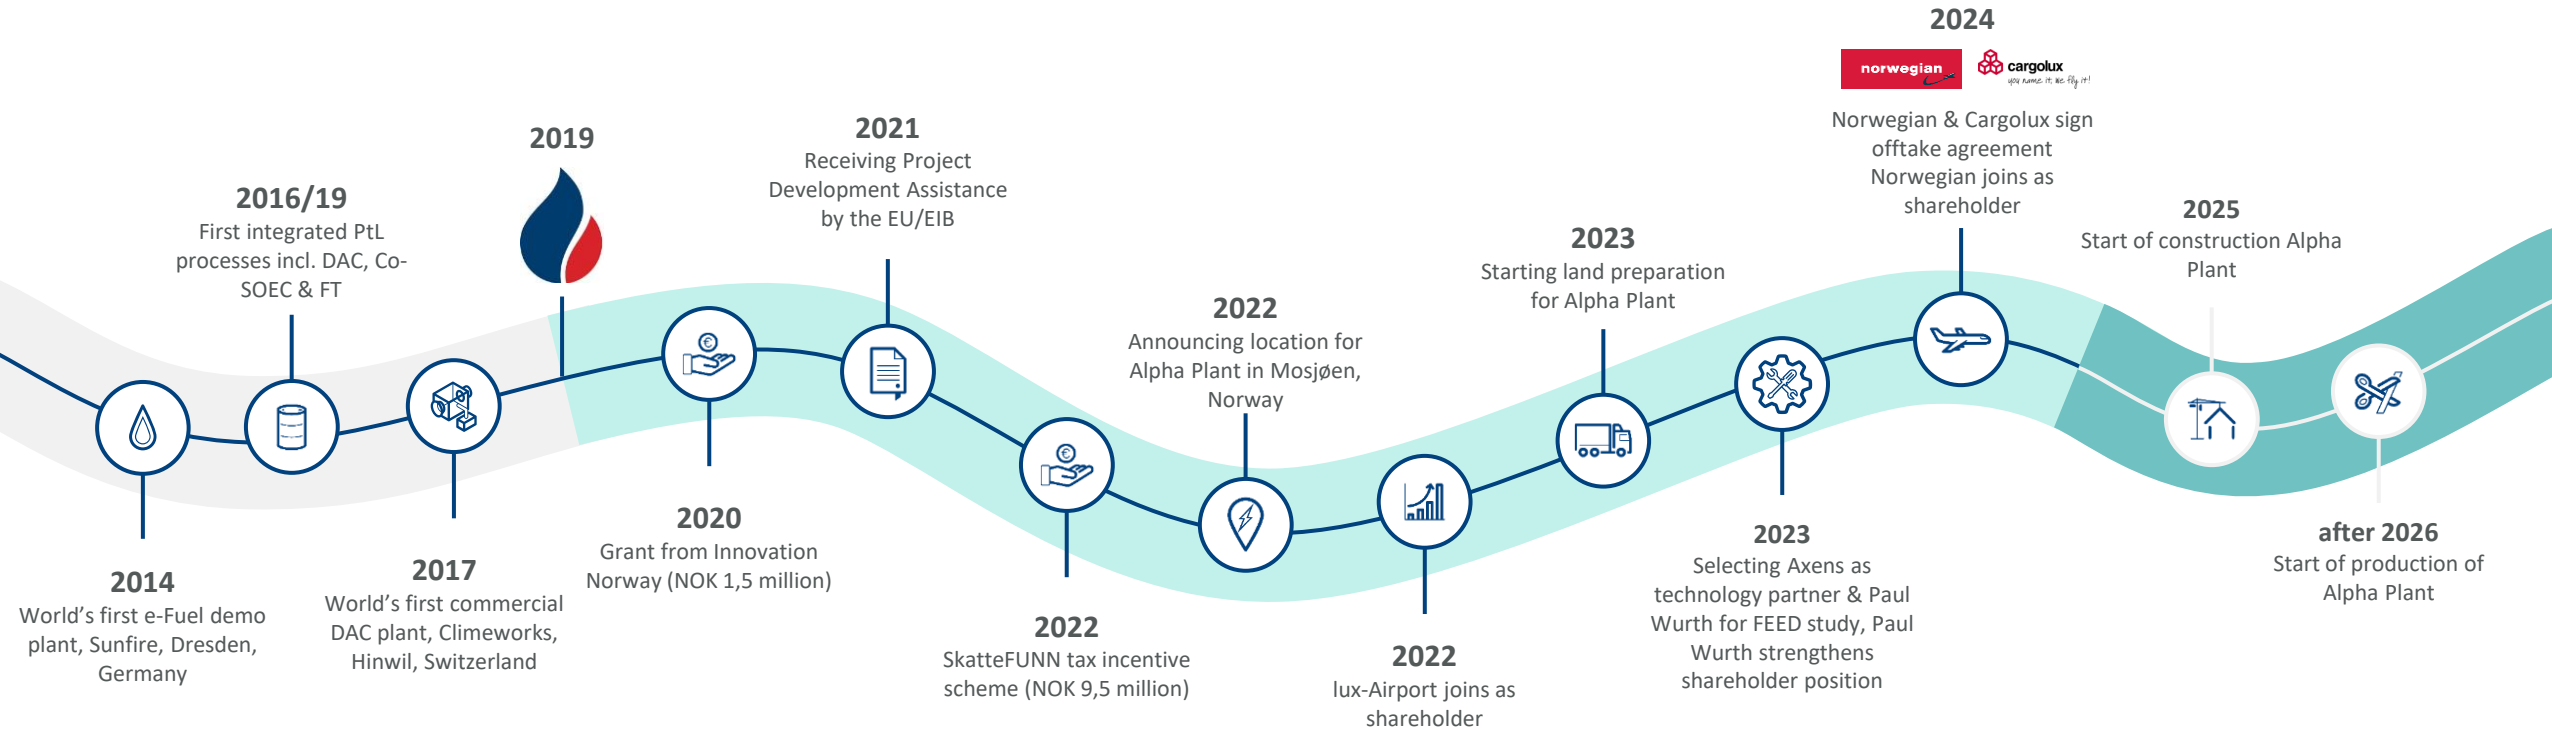 2014
World’s first e-Fuel demo
plant, Sunfire, Dresden,
Germany
2016/19
First integrated PtL
processes incl. DAC, Co-
SOEC & FT
2017
World’s first commercial
DAC plant, Climeworks,
Hinwil, Switzerland
2019
2020
Grant from Innovation
Norway (NOK 1,5 million)
2021
Receiving Project
Development Assistance
by the EU/EIB
2022
SkatteFUNN tax incentive
scheme (NOK 9,5 million)
2022
Announcing location for
Alpha Plant in Mosjøen,
Norway
2022
lux-Airport joins as
shareholder
2023
Starting land preparation
for Alpha Plant
2023
Selecting Axens as
technology partner & Paul
Wurth for FEED study, Paul
Wurth strengthens
shareholder position
2024
norwegian
cargolux
you name it, we fly it!
Norwegian & Cargolux sign
offtake agreement
Norwegian joins as
shareholder
2025
Start of construction Alpha
Plant
after 2026
Start of production of
Alpha Plant